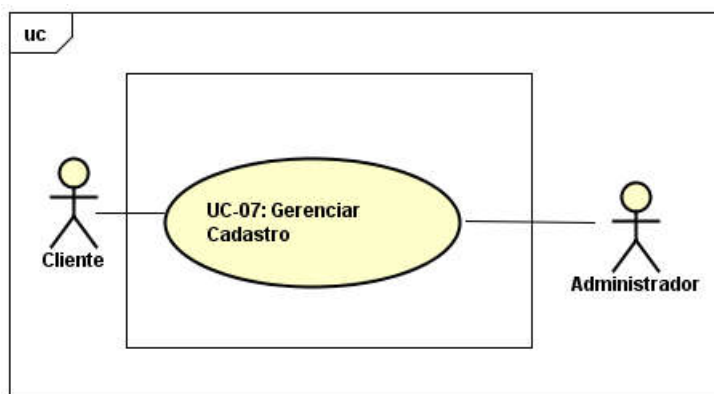 uc
UC-07: Gerenciar
Cadastro
Cliente
Administrador